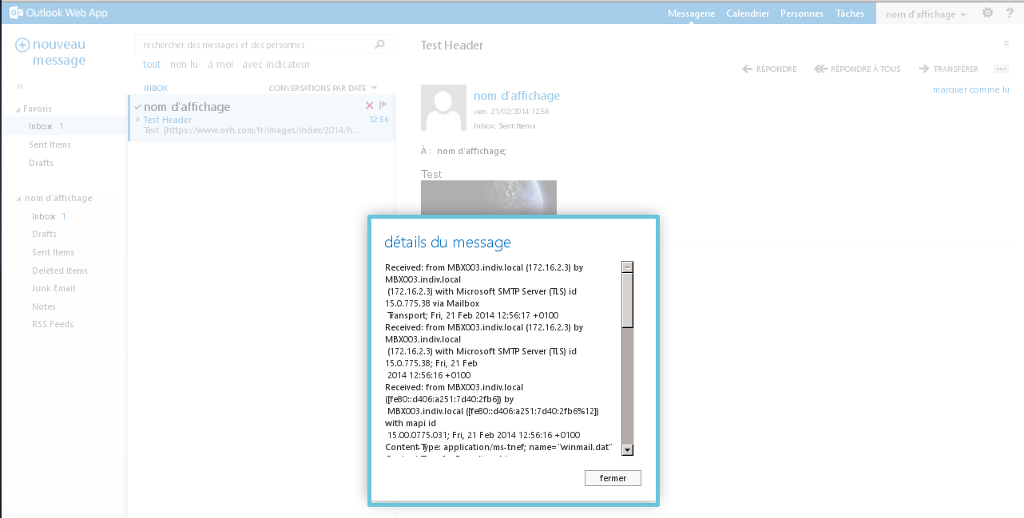 Outlook Web App
Messagerie Calendrier Personnes Tâches nom d'affichage ?
nouveau
message
«
Favoris
Inbox 1
Sent Items
Drafts
nom d'affichage
Inbox 1
Drafts
Sent Items
Deleted Items
Junk Email
Notes
RSS Feeds
rechercher des messages et des personnes
tout non lu à moi avec indicateur
INBOX CONVERSATIONS PAR DATE
nom d'affichage
Test Header 12:56
Test [https://www.ovh.com/fr/images/index/2014/h...
Test Header
RÉPONDRE RÉPONDRE À TOUS TRANSFÉRER ...
marquer comme lu
nom d'affichage
ven. 21/02/2014 12:56
Inbox; Sent Items
À : nom d'affichage;
Test
détails du message
Received: from MBX003.indiv.local (172.16.2.3) by
MBX003.indiv.local
(172.16.2.3) with Microsoft SMTP Server (TLS) id
15.0.775.38 via Mailbox
Transport; Fri, 21 Feb 2014 12:56:17 +0100
Received: from MBX003.indiv.local (172.16.2.3) by
MBX003.indiv.local
(172.16.2.3) with Microsoft SMTP Server (TLS) id
15.0.775.38; Fri, 21 Feb
2014 12:56:16 +0100
Received: from MBX003.indiv.local
([fe80::d406:a251:7d40:2fb6]) by
MBX003.indiv.local ([fe80::d406:a251:7d40:2fb6%12])
with mapi id
15.00.0775.031; Fri, 21 Feb 2014 12:56:16 +0100
Content-Type: application/ms-tnef; name="winmail.dat"
fermer